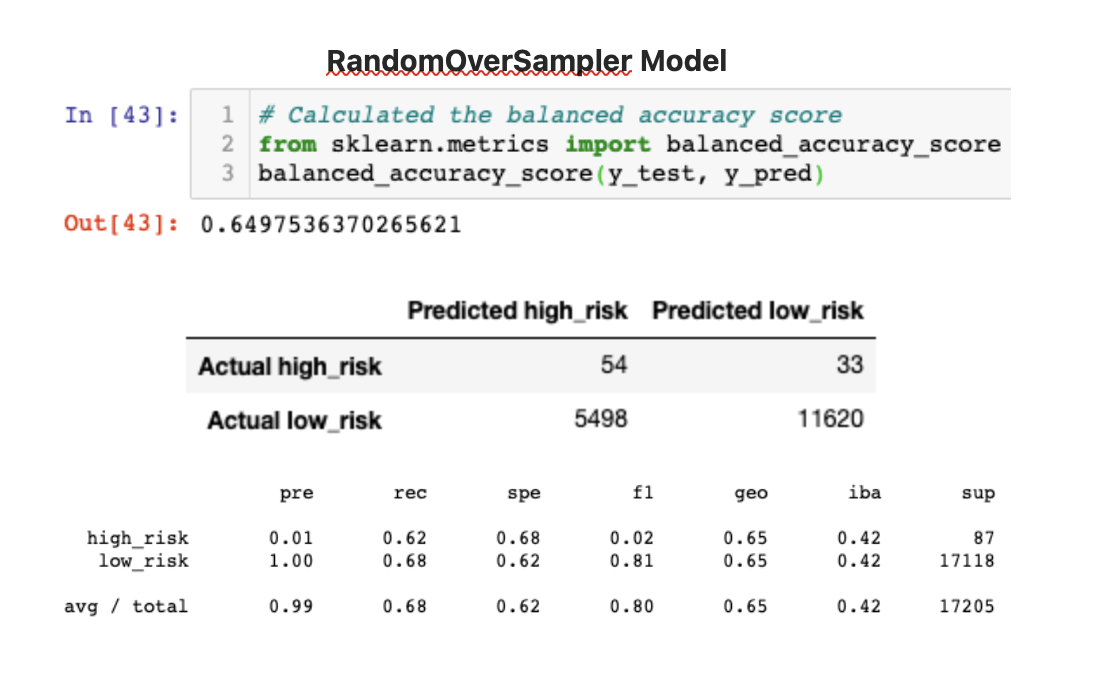 RandomOverSampler Model
In [43]:
1 # Calculated the balanced accuracy score
2 from sklearn.metrics import balanced_accuracy_score
3 balanced_accuracy_score(y_test, y_pred)
Out[43]: 0.6497536370265621
Predicted high_risk Predicted low_risk
Actual high_risk 54 33
Actual low_risk 5498 11620
pre rec spe f1 geo iba sup
high_risk 0.01 0.62 0.68 0.02 0.65 0.42 87
low_risk 1.00 0.68 0.62 0.81 0.65 0.42 17118
avg / total 0.99 0.68 0.62 0.80 0.65 0.42 17205